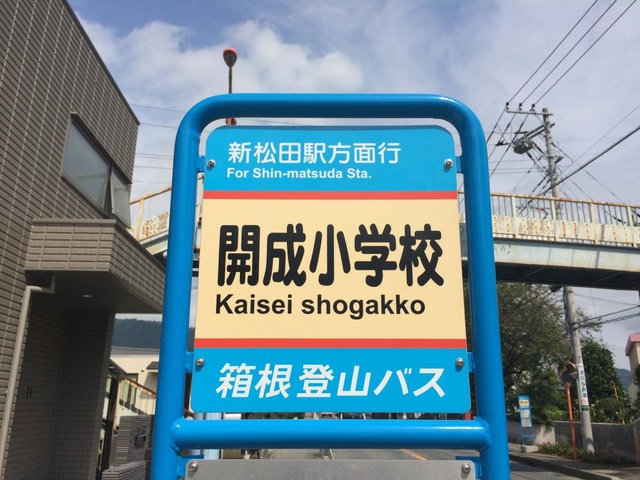 新松田駅方面行
For Shin-matsuda Sta.
開成小学校
Kaisei shogakko
箱根登山バス